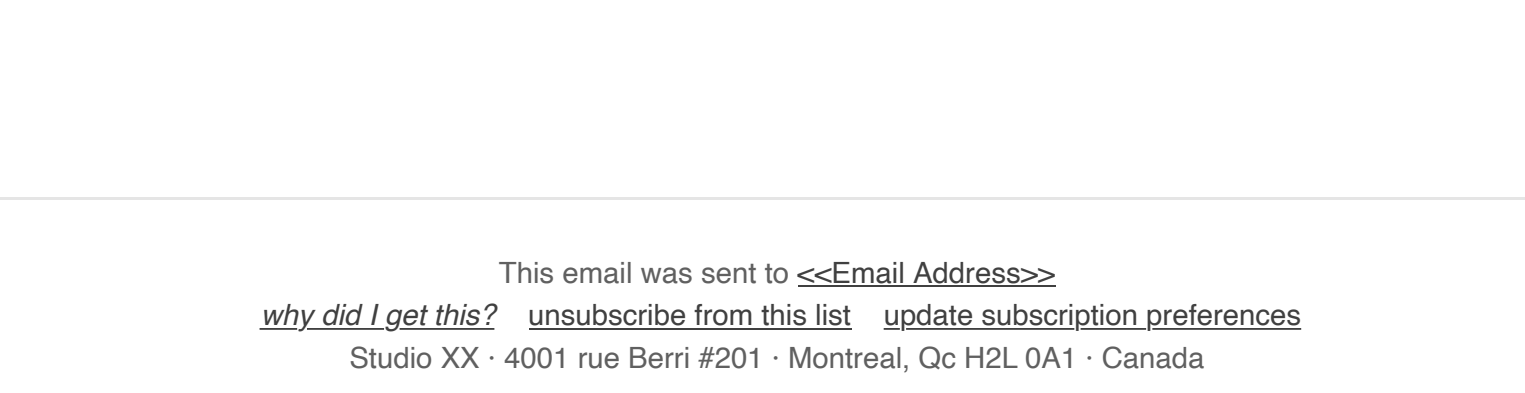 This email was sent to <<Email Address>>
why did I get this? unsubscribe from this list update subscription preferences
Studio XX · 4001 rue Berri #201 · Montreal, Qc H2L 0A1 · Canada